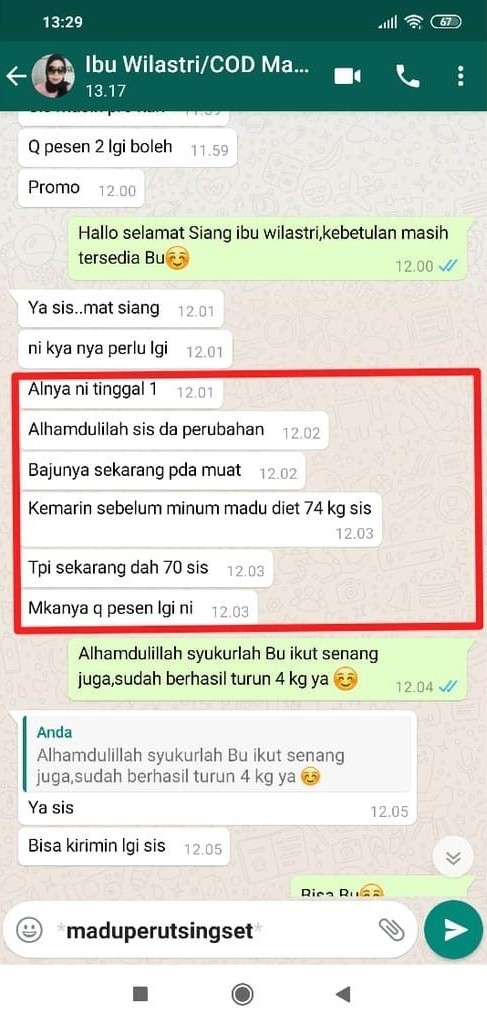 13:29
67
Ibu Wilastri/COD Ma...
13.17
Q pesen 2 lgi boleh 11.59
Promo 12.00
Hallo selamat Siang ibu wilastri,kebetulan masih
tersedia Bu😊
12.00
Ya sis..mat siang 12.01
ni kya nya perlu lgi 12.01
Alnya ni tinggal 1 12.01
Alhamdulilah sis da perubahan 12.02
Bajunya sekarang pda muat 12.02
Kemarin sebelum minum madu diet 74 kg sis
12.03
Tpi sekarang dah 70 sis 12.03
Mkanya q pesen lgi ni 12.03
Alhamdulillah syukurlah Bu ikut senang
juga,sudah berhasil turun 4 kg ya 😊
12.04
Anda
Alhamdulillah syukurlah Bu ikut senang
juga,sudah berhasil turun 4 kg ya 😊
Ya sis 12.05
Bisa kirimin lgi sis 12.05
Bisa Bu😊
*maduperutsingset*